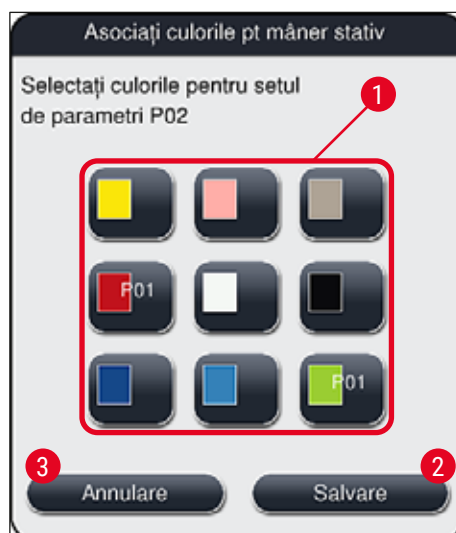 Asociați culorile pt mâner stativ
Selectați culorile pentru setul
de parametri P02
1
P01
P01
3
2
Annulare
Salvare